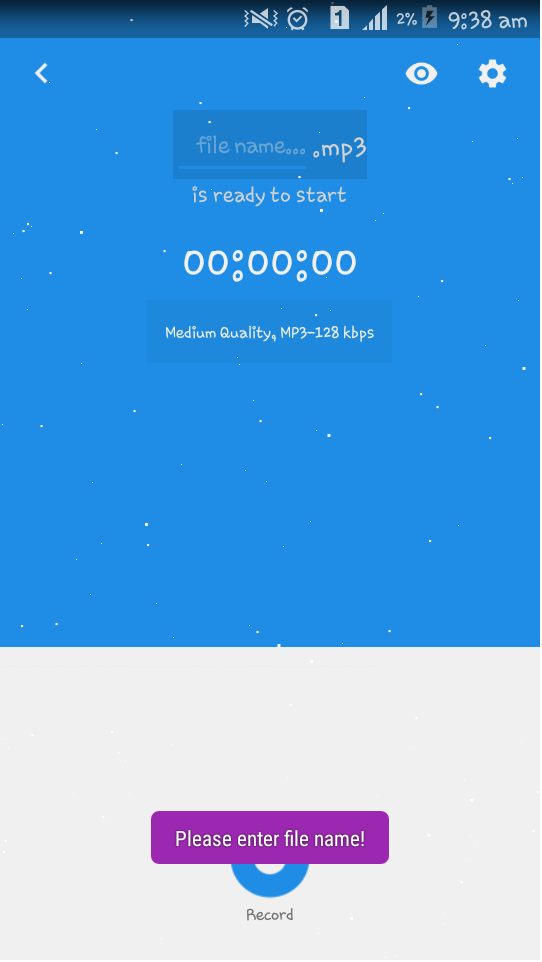 1 2% 9:38 am
file name... .mp3
is ready to start
00:00:00
Medium Quality, MP3-128 kbps
Please enter file name!
Record